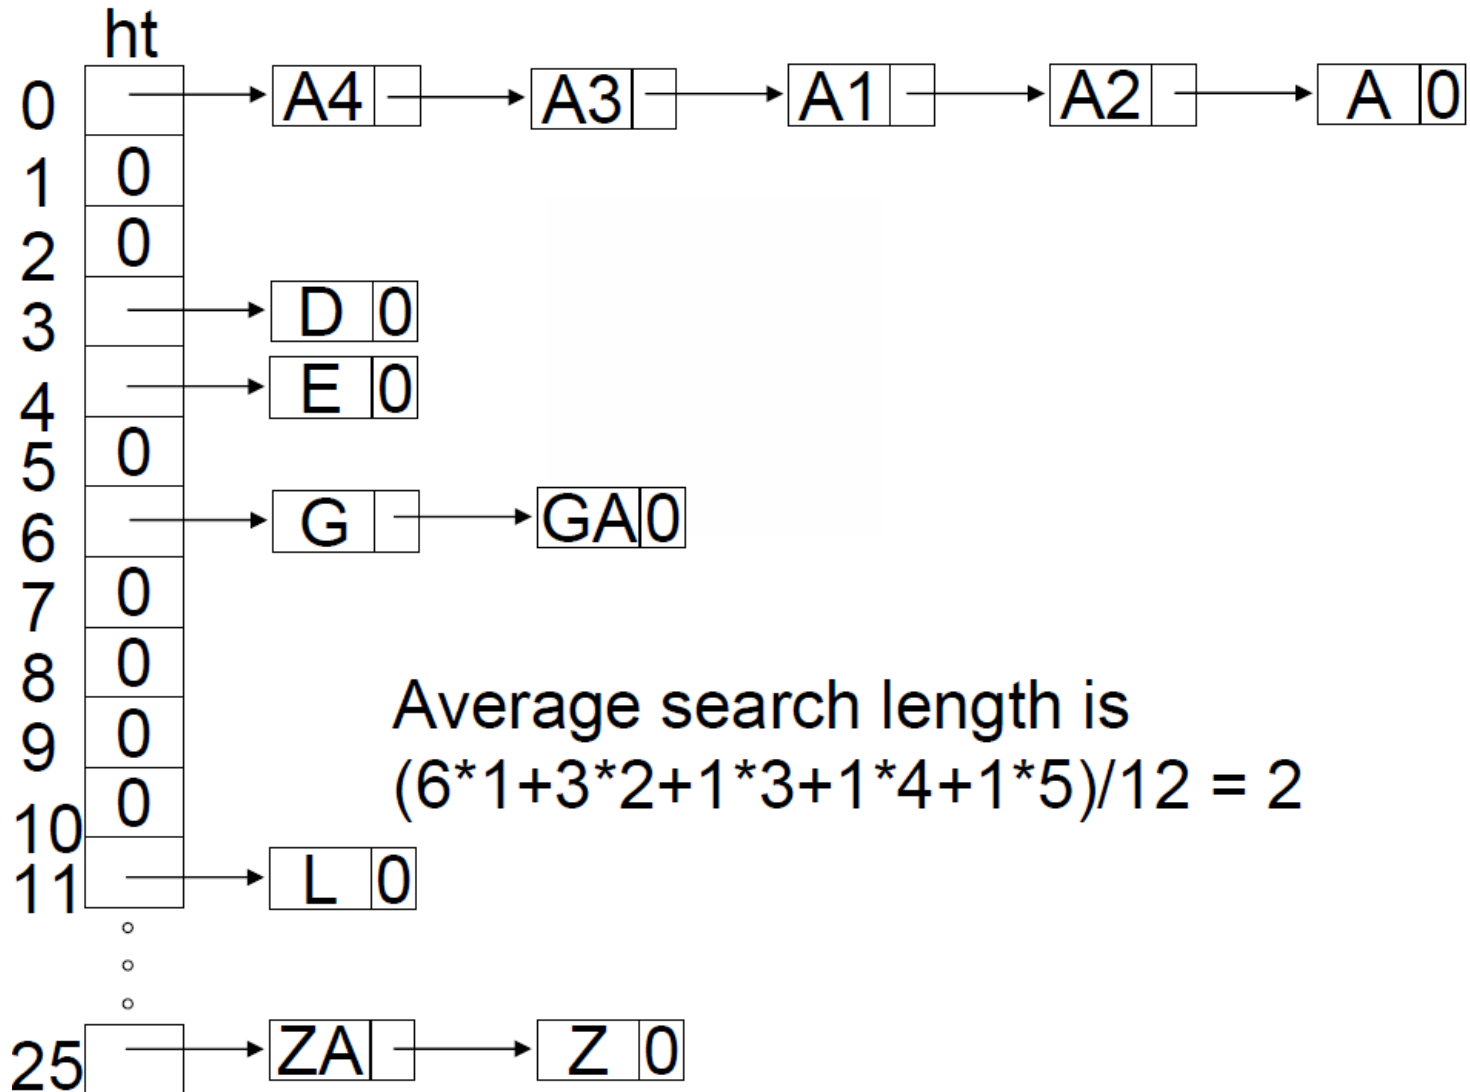 ht
0 A4 A3 A1 A2 A 0
1 0
2 0
3 D 0
4 E 0
5 0
6 G GA 0
7 0
8 0
9 0
10 0
Average search length is
(6*1+3*2+1*3+1*4+1*5)/12 = 2
11 L 0
25 ZA Z 0